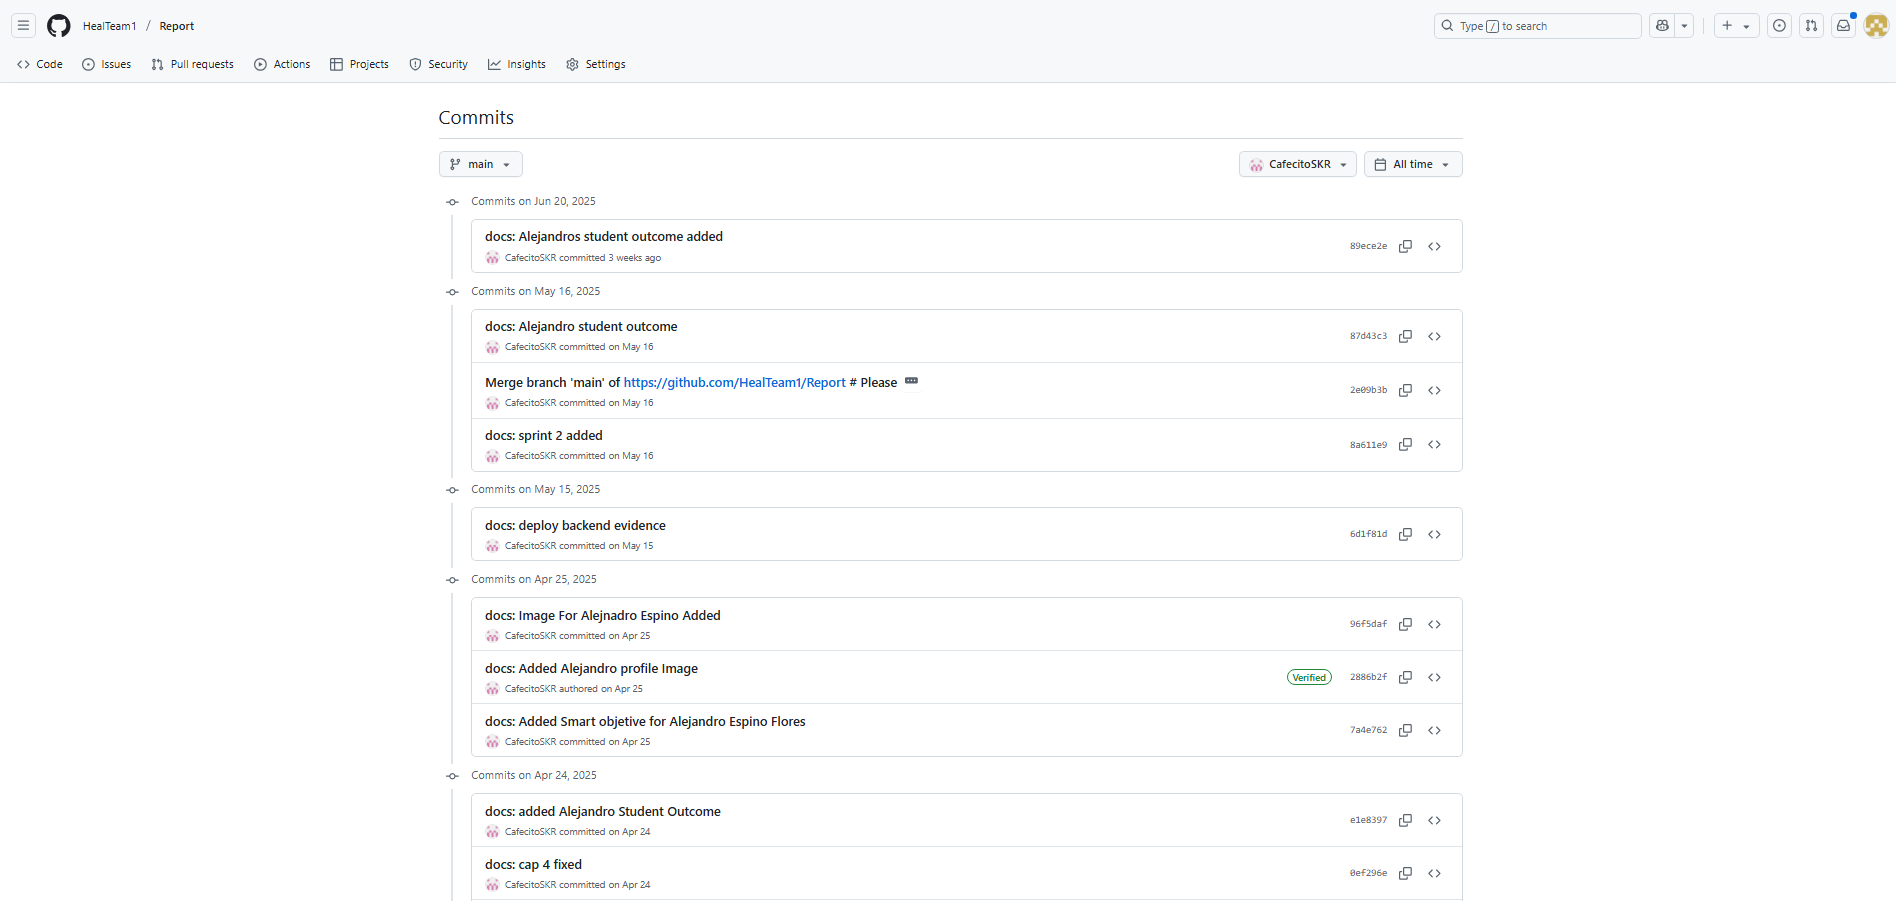 HealTeam1 / Report
Type / to search
Code Issues Pull requests Actions Projects Security Insights Settings
Commits
main
CafecitoSKR All time
Commits on Jun 20, 2025
docs: Alejandros student outcome added
CafecitoSKR committed 3 weeks ago
89ece2e
Commits on May 16, 2025
docs: Alejandro student outcome
CafecitoSKR committed on May 16
87d43c3
Merge branch 'main' of https://github.com/HealTeam1/Report # Please
CafecitoSKR committed on May 16
2e09b3b
docs: sprint 2 added
CafecitoSKR committed on May 16
8a611e9
Commits on May 15, 2025
docs: deploy backend evidence
CafecitoSKR committed on May 15
6d1f81d
Commits on Apr 25, 2025
docs: Image For Alejnadro Espino Added
CafecitoSKR committed on Apr 25
96f5daf
docs: Added Alejandro profile Image
CafecitoSKR authored on Apr 25
Verified 2886b2f
docs: Added Smart objetive for Alejandro Espino Flores
CafecitoSKR committed on Apr 25
7a4e762
Commits on Apr 24, 2025
docs: added Alejandro Student Outcome
CafecitoSKR committed on Apr 24
e1e8397
docs: cap 4 fixed
CafecitoSKR committed on Apr 24
0ef296e